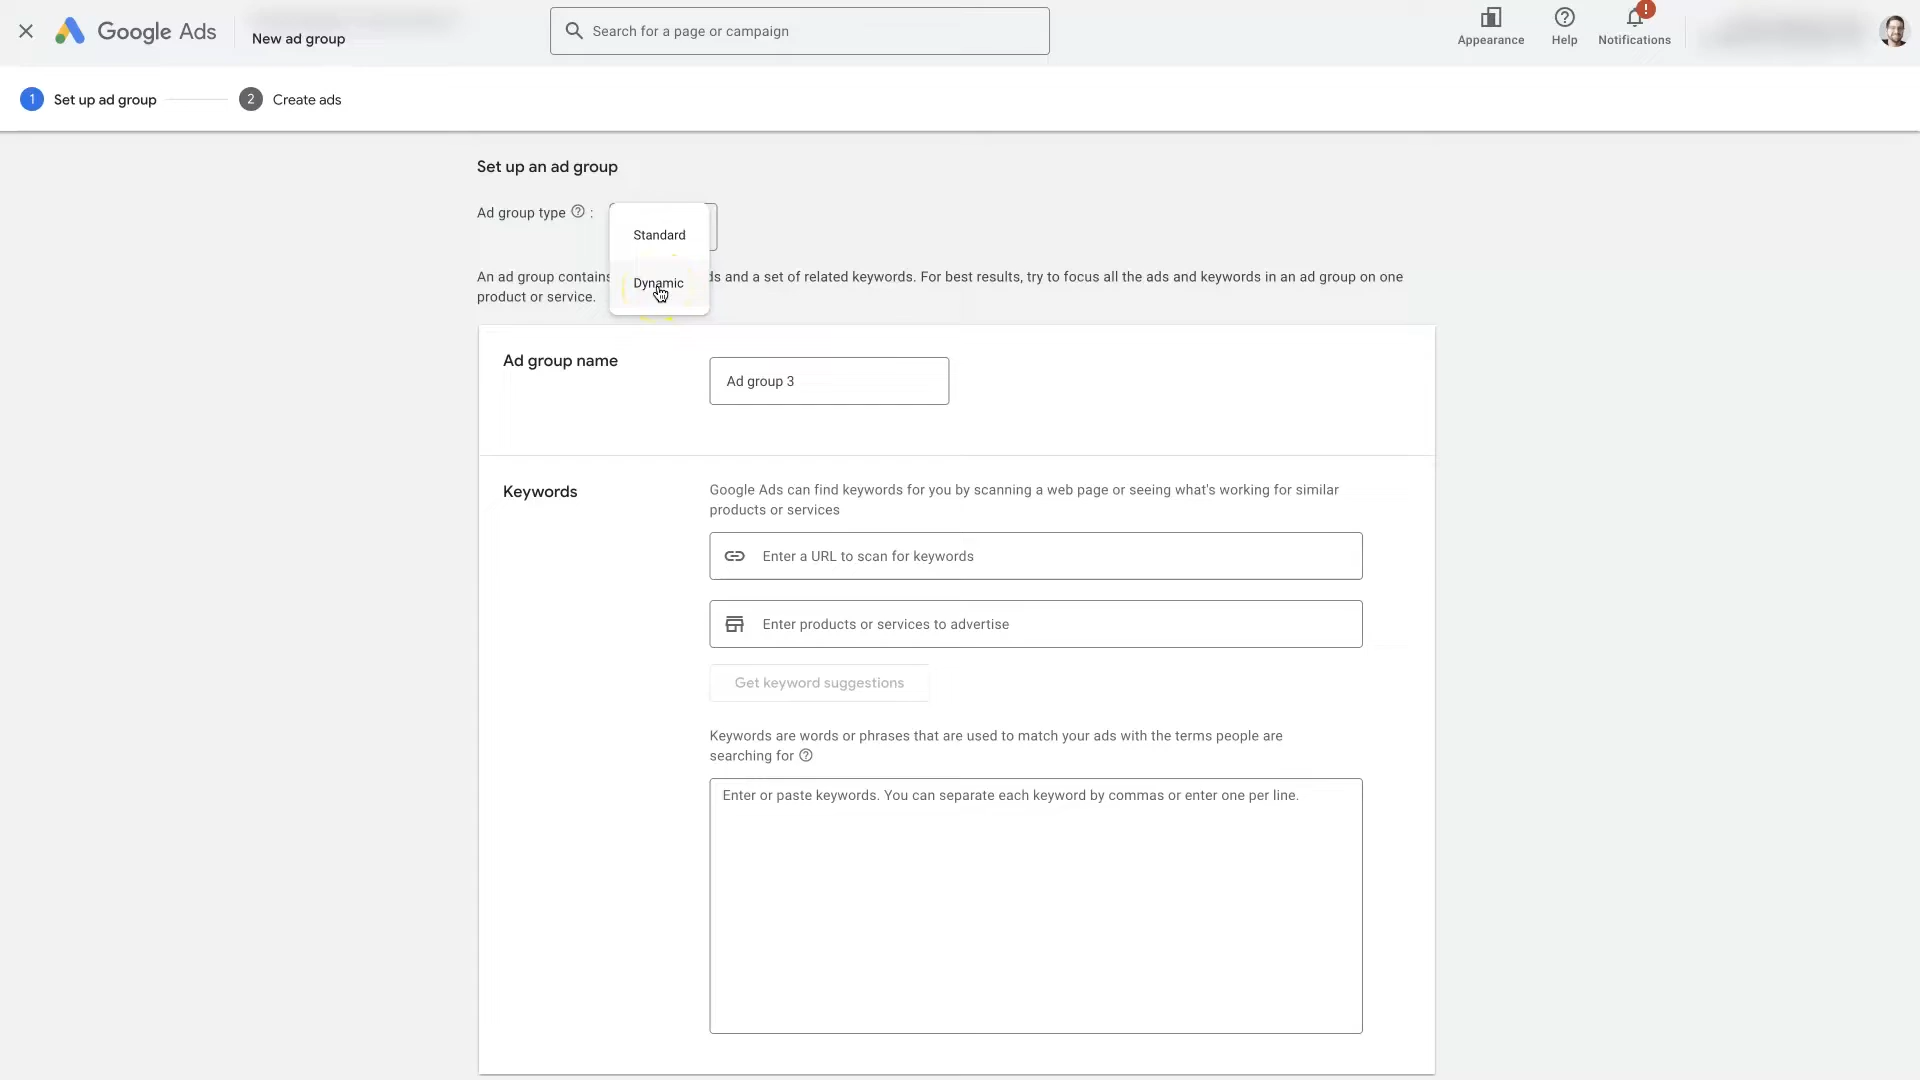 Google Ads
New ad group
Search for a page or campaign
Appearance
Help
!
Notifications
1 Set up ad group
2 Create ads
Set up an ad group
Ad group type ? :
Standard
Dynamic
An ad group contains ds and a set of related keywords. For best results, try to focus all the ads and keywords in an ad group on one
product or service.
Ad group name
Ad group 3
Keywords
Google Ads can find keywords for you by scanning a web page or seeing what's working for similar
products or services
Enter a URL to scan for keywords
Enter products or services to advertise
Get keyword suggestions
Keywords are words or phrases that are used to match your ads with the terms people are
searching for ?
Enter or paste keywords. You can separate each keyword by commas or enter one per line.